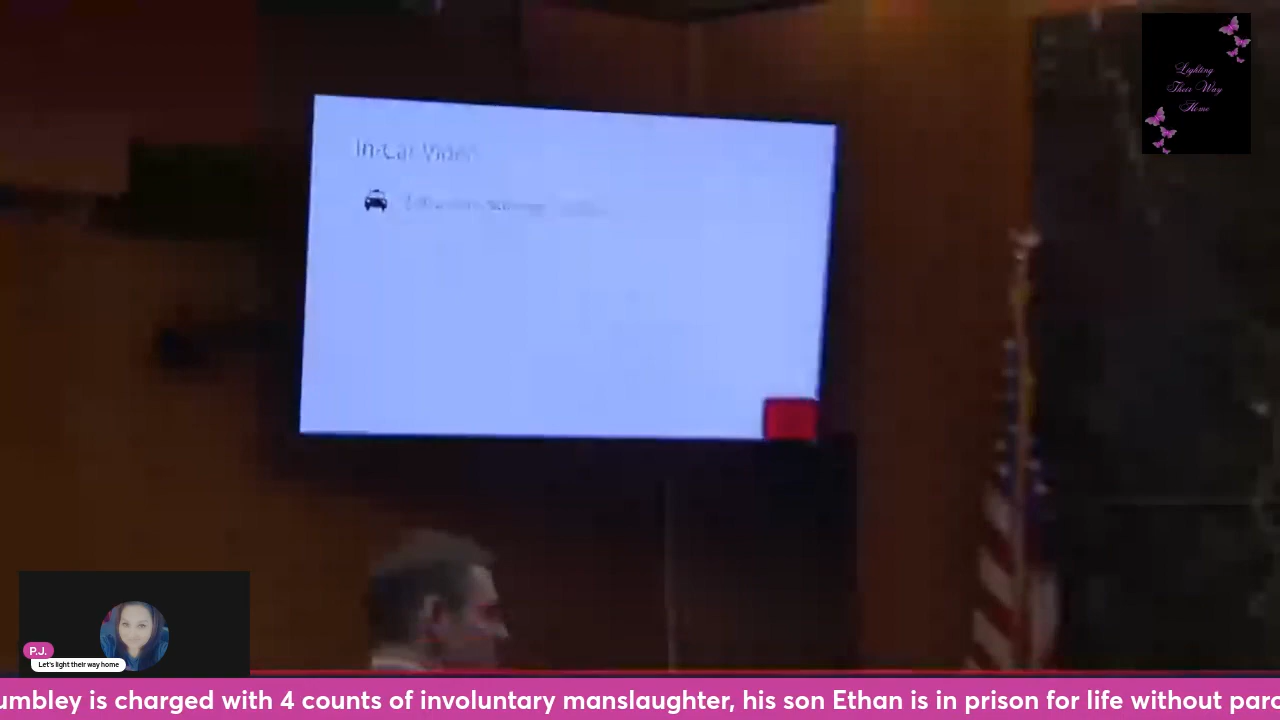 Lighting
Their Way
Home
In-Car Video
P.J.
Let's light their way home
umbley is charged with 4 counts of involuntary manslaughter, his son Ethan is in prison for life without paro